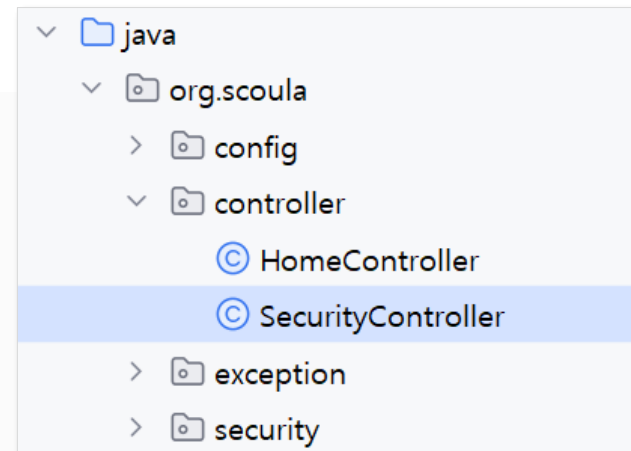 java
org.scoula
config
controller
HomeController
SecurityController
exception
security